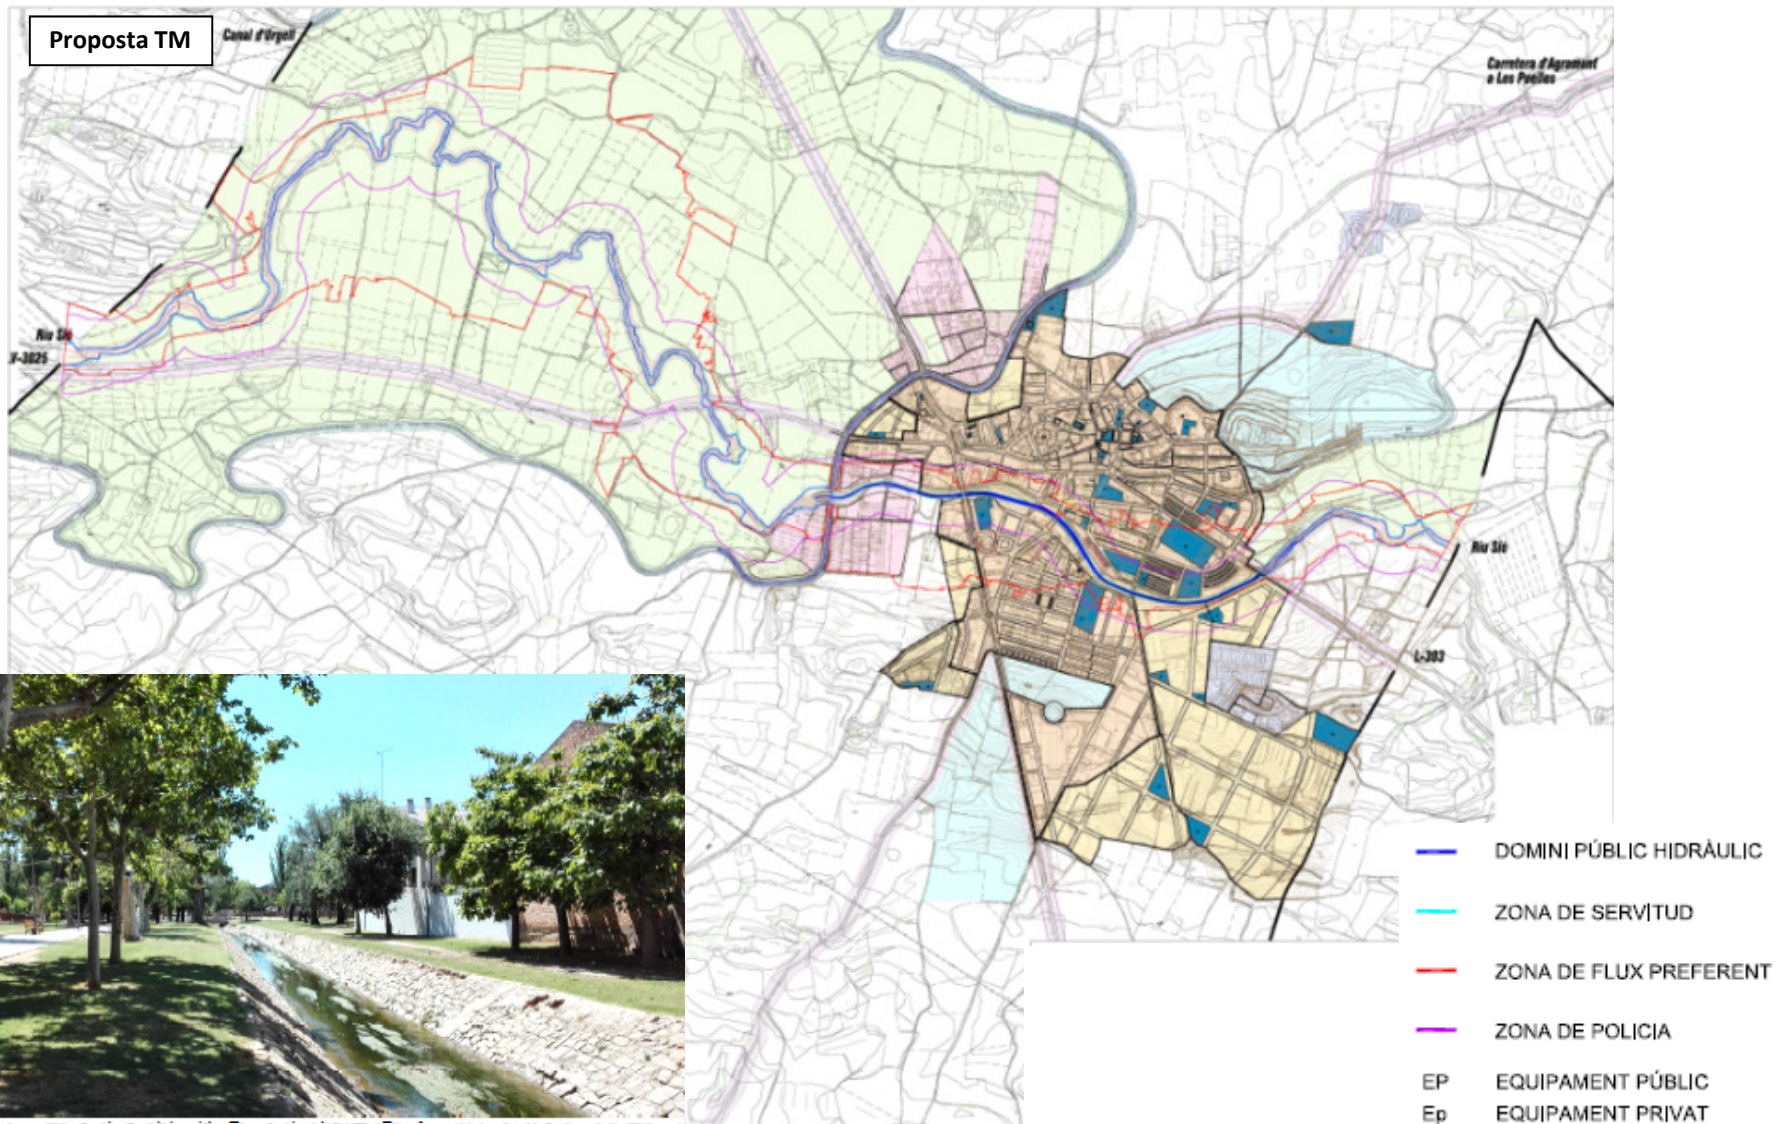 Proposta TM
Canal d'Urgell
Carretera d'Agramunt
a Les Puelles
Riu Sió
Riu Sió
L-303
DOMINI PÚBLIC HIDRÀULIC
ZONA DE SERVITUD
ZONA DE FLUX PREFERENT
ZONA DE POLICIA
EP EQUIPAMENT PÚBLIC
Ep EQUIPAMENT PRIVAT